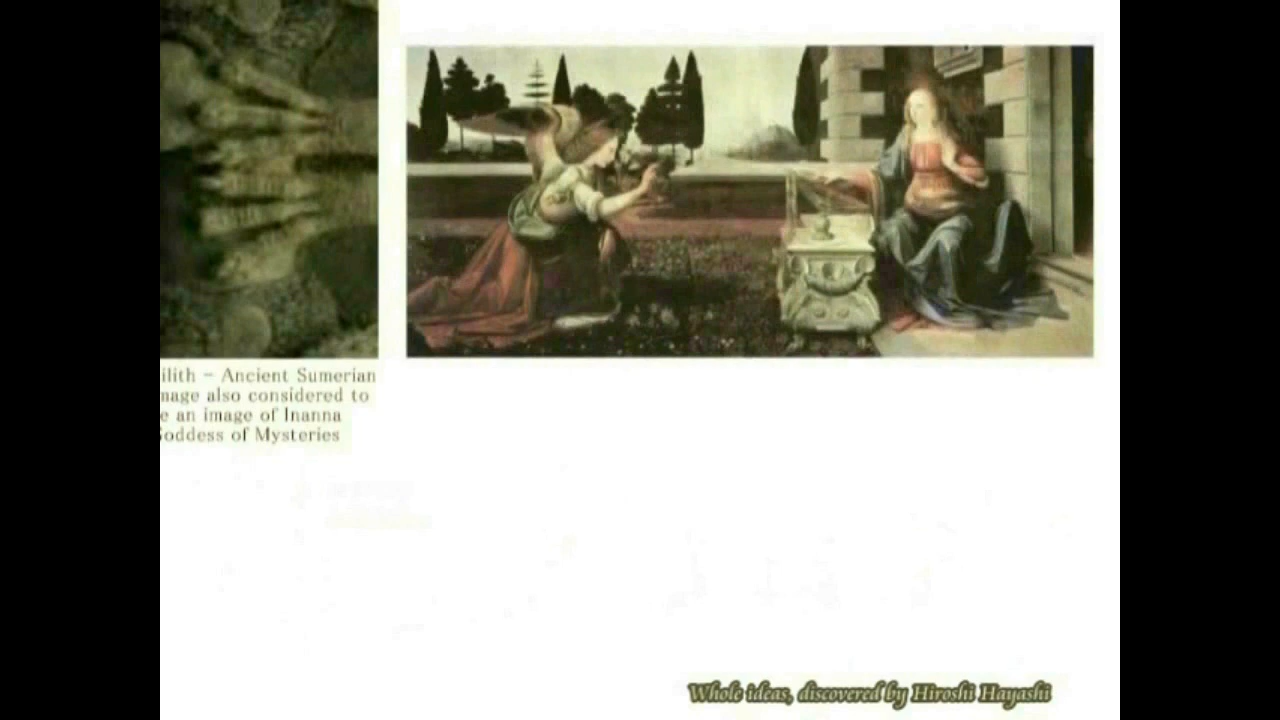 ilith – Ancient Sumerian
mage also considered to
e an image of Inanna
Goddess of Mysteries
Whole ideas, discovered by Hiroshi Hayashi